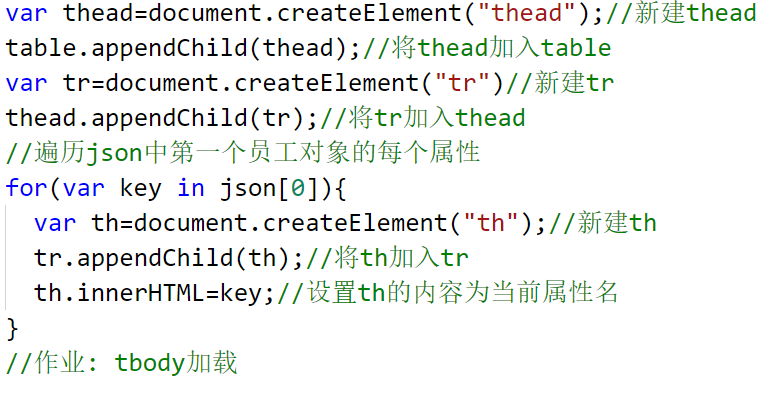 var thead=document.createElement("thead");//新建thead
table.appendChild(thead);//将thead加入table
var tr=document.createElement("tr")//新建tr
thead.appendChild(tr);//将tr加入thead
//遍历json中第一个员工对象的每个属性
for(var key in json[0]){
  var th=document.createElement("th");//新建th
  tr.appendChild(th);//将th加入tr
  th.innerHTML=key;//设置th的内容为当前属性名
}
//作业: tbody加载